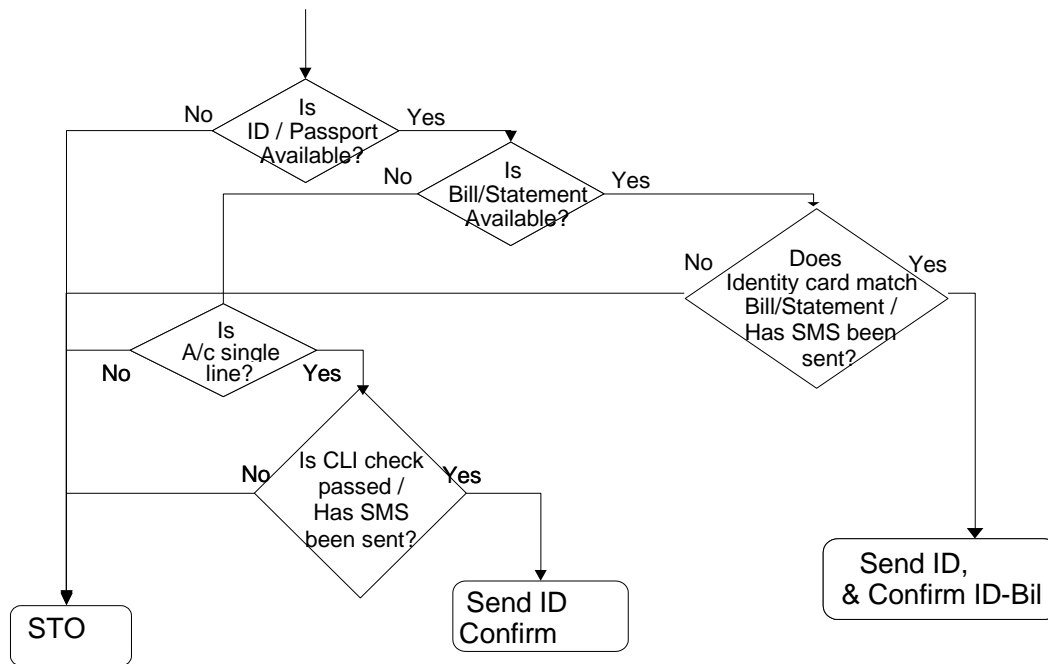 No
Is
ID / Passport
Available?
Yes
No
Is
Bill/Statement
Available?
Yes
No
Does
Identity card match
Bill/Statement /
Has SMS been
sent?
Yes
Is
A/c single
line?
No
Yes
No
Is CLI check
passed /
Has SMS
been sent?
Yes
Send ID,
& Confirm ID-Bil
Send ID
Confirm
STO